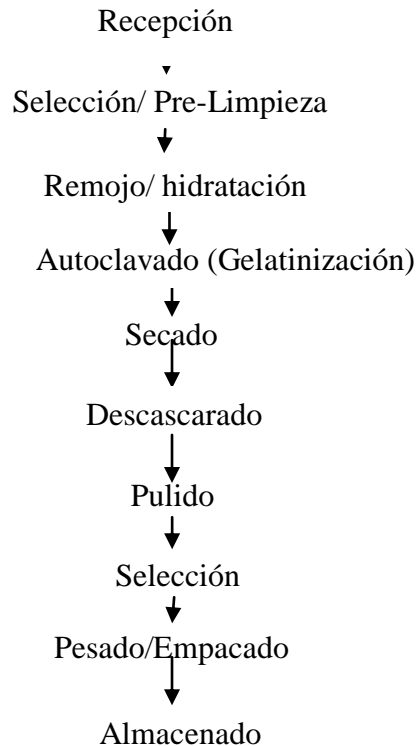 Recepción
Selección/ Pre-Limpieza
Remojo/ hidratación
Autoclavado (Gelatinización)
Secado
Descascarado
Pulido
Selección
Pesado/Empacado
Almacenado